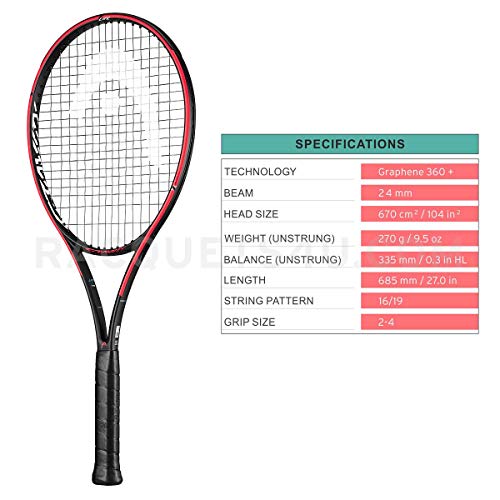 SPECIFICATIONS
TECHNOLOGY Graphene 360 +
BEAM 24 mm
HEAD SIZE 670 cm² / 104 in²
WEIGHT (UNSTRUNG) 270 g / 9.5 oz
BALANCE (UNSTRUNG) 335 mm / 0.3 in HL
LENGTH 685 mm / 27.0 in
STRING PATTERN 16/19
GRIP SIZE 2-4